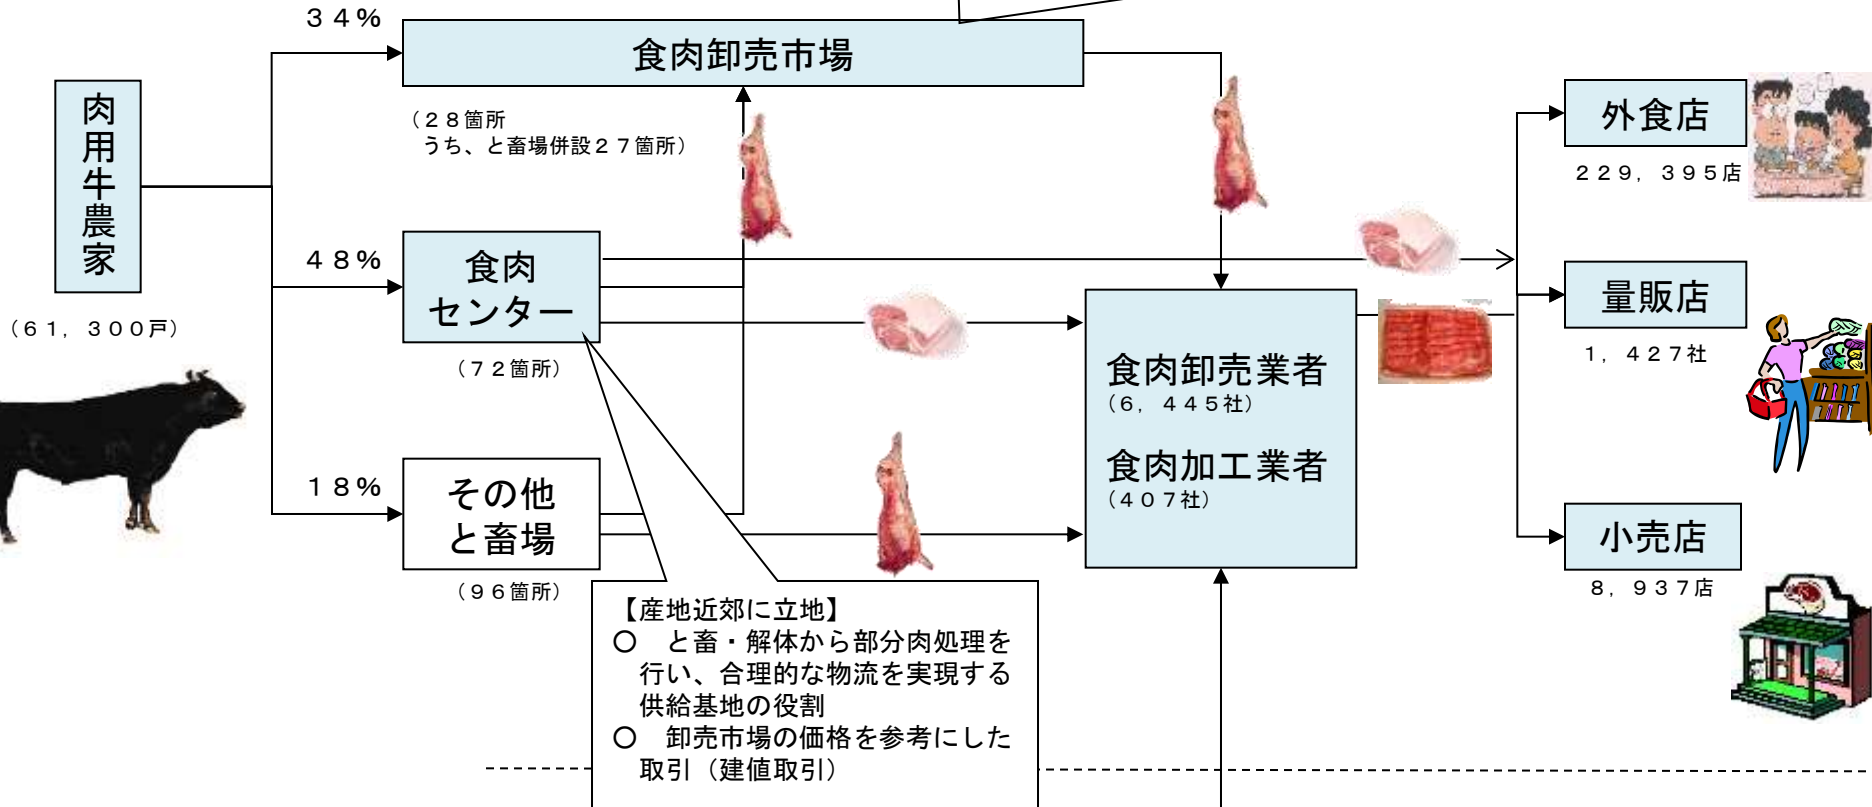 34%
食肉卸売市場
(28箇所
うち、と畜場併設27箇所)
肉用牛農家
(61,300戸)
48%
食肉
センター
(72箇所)
18%
その他
と畜場
(96箇所)
【産地近郊に立地】
○ と畜・解体から部分肉処理を
行い、合理的な物流を実現する
供給基地の役割
○ 卸売市場の価格を参考にした
取引(建値取引)
食肉卸売業者
(6,445社)
食肉加工業者
(407社)
外食店
229,395店
量販店
1,427社
小売店
8,937店